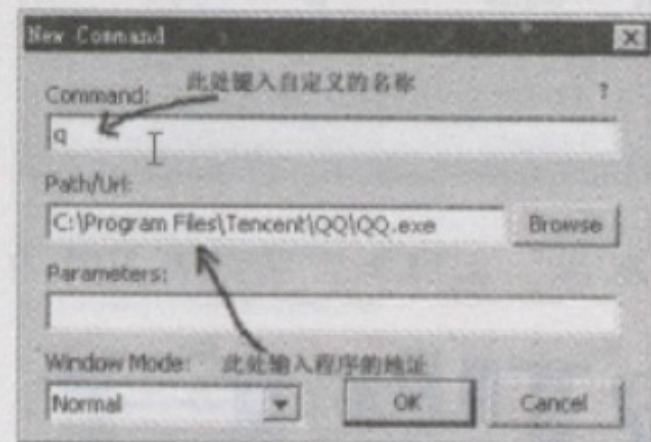 New Command
Command: 此处键入自定义的名称 ?
q
Path/Url:
C:\Program Files\Tencent\QQ\QQ.exe Browse
Parameters:
Window Mode: 此处输入程序的地址
Normal OK Cancel